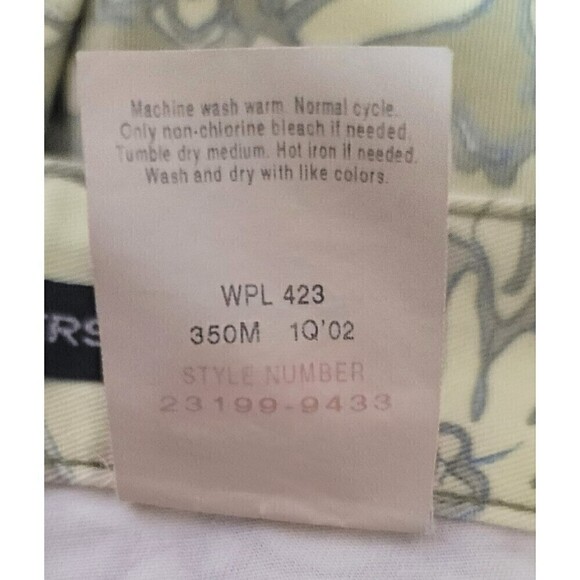 Machine wash warm. Normal cycle.
Only non-chlorine bleach if needed.
Tumble dry medium. Hot iron if needed.
Wash and dry with like colors.
WPL 423
350M 1Q'02
STYLE NUMBER
23199-9433
ERS